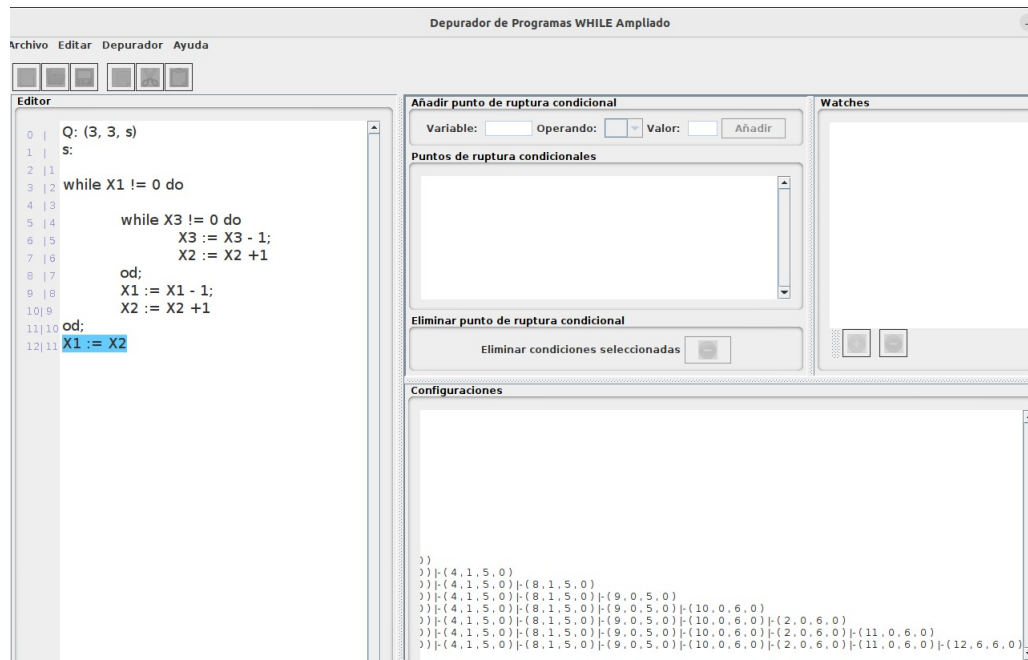 Depurador de Programas WHILE Ampliado
Archivo Editar Depurador Ayuda
Editor
0 | Q: (3, 3, s)
1 | s:
2 |1
3 |2 while X1 != 0 do
4 |3
5 |4 while X3 != 0 do
6 |5 X3 := X3 - 1;
7 |6 X2 := X2 +1
8 |7 od;
9 |8 X1 := X1 - 1;
10|9 X2 := X2 +1
11|10 od;
12|11 X1 := X2
Añadir punto de ruptura condicional
Variable: Operando: Valor: Añadir
Puntos de ruptura condicionales
Eliminar punto de ruptura condicional
Eliminar condiciones seleccionadas
Watches
Configuraciones
))
))|-(4,1,5,0)
))|-(4,1,5,0)|-(8,1,5,0)
))|-(4,1,5,0)|-(8,1,5,0)|-(9,0,5,0)
))|-(4,1,5,0)|-(8,1,5,0)|-(9,0,5,0)|-(10,0,6,0)
))|-(4,1,5,0)|-(8,1,5,0)|-(9,0,5,0)|-(10,0,6,0)|-(2,0,6,0)
))|-(4,1,5,0)|-(8,1,5,0)|-(9,0,5,0)|-(10,0,6,0)|-(2,0,6,0)|-(11,0,6,0)
))|-(4,1,5,0)|-(8,1,5,0)|-(9,0,5,0)|-(10,0,6,0)|-(2,0,6,0)|-(11,0,6,0)|-(12,6,6,0)